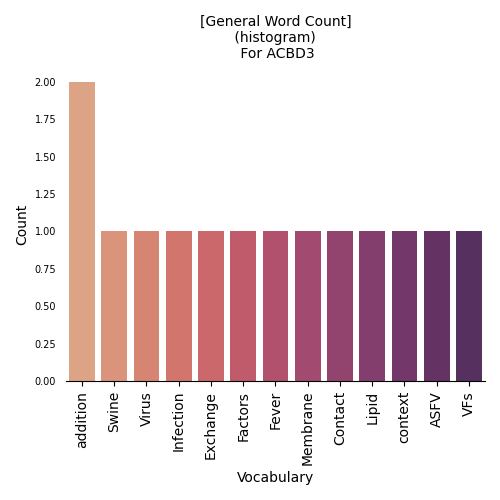 [General Word Count]
(histogram)
For ACBD3
2.00
1.75
1.50
1.25
1.00
0.75
0.50
0.25
0.00
Count
addition
Swine
Virus
Infection
Exchange
Factors
Fever
Membrane
Contact
Lipid
context
ASFV
VFs
Vocabulary